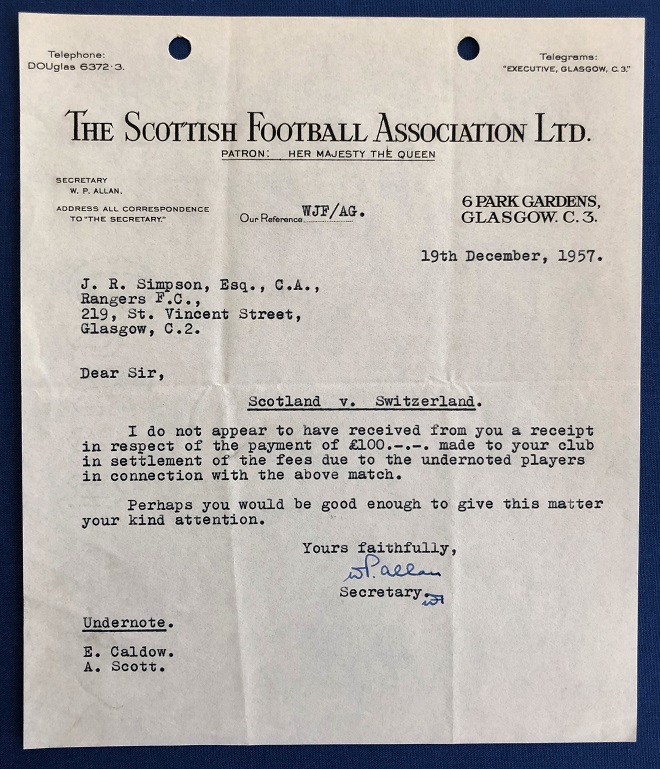 Telephone:
DOUglas 6372·3.
Telegrams:
"EXECUTIVE, GLASGOW, C. 3."
THE SCOTTISH FOOTBALL ASSOCIATION LTD.
PATRON: HER MAJESTY THE QUEEN
SECRETARY
W. P. ALLAN.
ADDRESS ALL CORRESPONDENCE
TO "THE SECRETARY."
Our Reference WJF/AG.
6 PARK GARDENS,
GLASGOW. C. 3.
19th December, 1957.
J. R. Simpson, Esq., C.A.,
Rangers F.C.,
219, St. Vincent Street,
Glasgow, C.2.
Dear Sir,
Scotland v. Switzerland.
I do not appear to have received from you a receipt
in respect of the payment of £100.-.-. made to your club
in settlement of the fees due to the undernoted players
in connection with the above match.
Perhaps you would be good enough to give this matter
your kind attention.
Yours faithfully,
W.P. Allan
Secretary.
Undernote.
E. Caldow.
A. Scott.